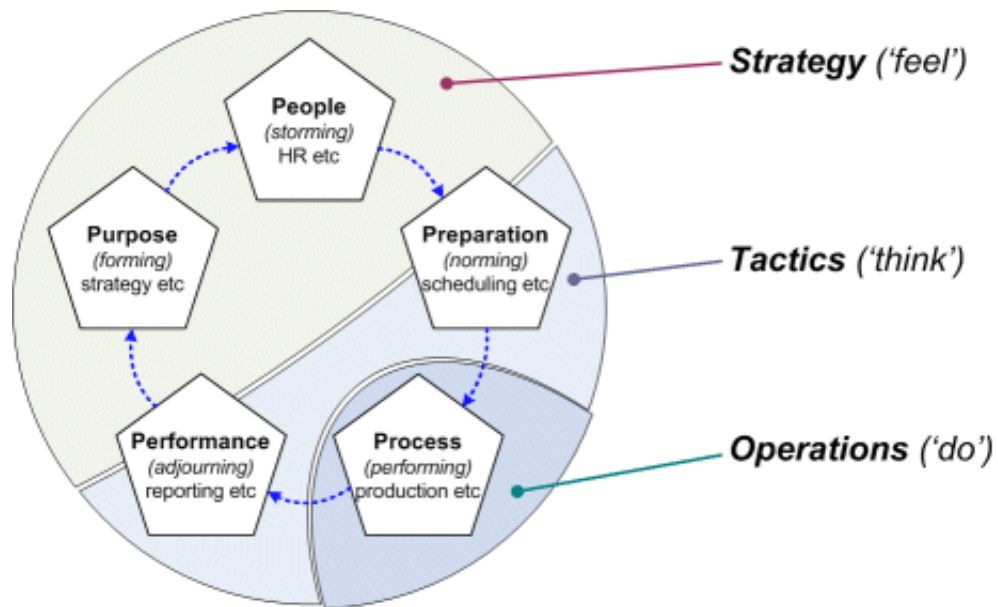 People
(storming)
HR etc
Strategy (‘feel’)
Purpose
(forming)
strategy etc
Preparation
(norming)
scheduling etc
Tactics (‘think’)
Performance
(adjourning)
reporting etc
Process
(performing)
production etc
Operations (‘do’)